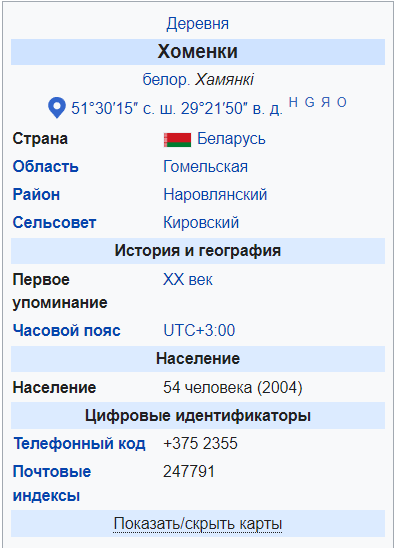 Деревня
Хоменки
белор. Хамянкі
51°30′15″ с. ш. 29°21′50″ в. д. H G Я O
Страна Беларусь
Область Гомельская
Район Наровлянский
Сельсовет Кировский
История и география
Первое XX век
упоминание
Часовой пояс UTC+3:00
Население
Население 54 человека (2004)
Цифровые идентификаторы
Телефонный код +375 2355
Почтовые 247791
индексы
Показать/скрыть карты